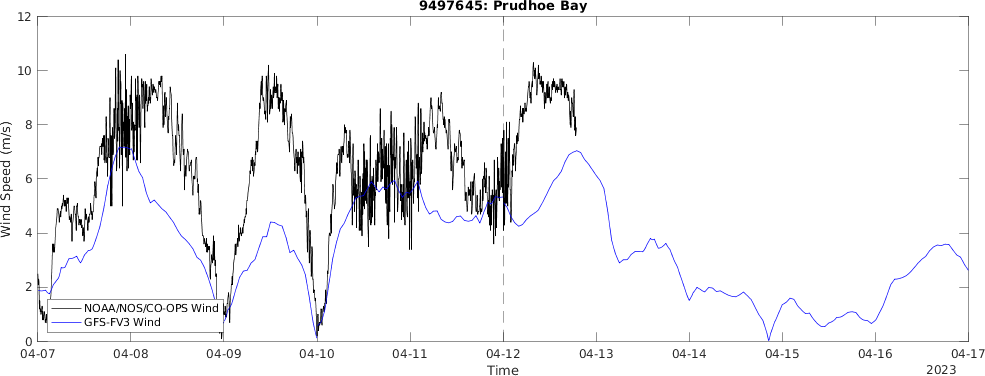 9497645: Prudhoe Bay
12
10
8
6
4
2
0
Wind Speed (m/s)
NOAA/NOS/CO-OPS Wind
GFS-FV3 Wind
04-07 04-08 04-09 04-10 04-11 04-12 04-13 04-14 04-15 04-16 04-17
Time
2023